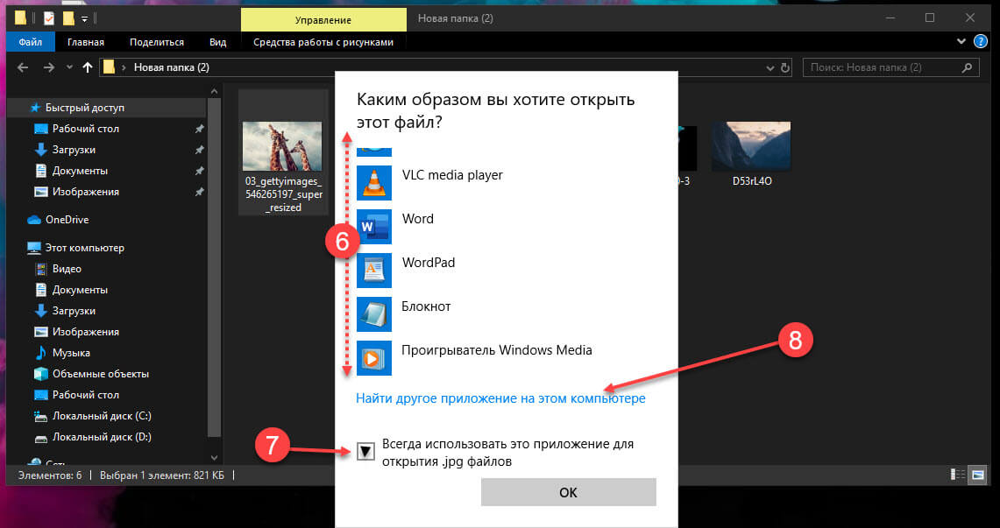 Управление
Новая папка (2)
Файл
Главная
Поделиться
Вид
Средства работы с рисунками
?
Новая папка (2)
Поиск: Новая папка (2)
Быстрый доступ
Рабочий стол
Загрузки
Документы
Изображения
OneDrive
Этот компьютер
Видео
Документы
Загрузки
Изображения
Музыка
Объемные объекты
Рабочий стол
Локальный диск (C:)
Локальный диск (D:)
Сеть
03_gettyimages_
546265197_super
_resized
-3
D53rL4O
Каким образом вы хотите открыть
этот файл?
VLC media player
Word
WordPad
Блокнот
Проигрыватель Windows Media
6
8
Найти другое приложение на этом компьютере
7
Всегда использовать это приложение для
открытия .jpg файлов
ОК
Элементов: 6
Выбран 1 элемент: 821 КБ